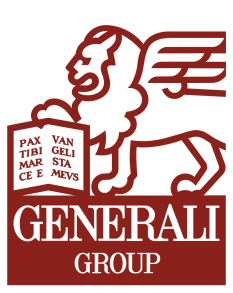 PAX
TIBI
MAR
CE E
VAN
GELI
STA
MEVS
GENERALI
GROUP